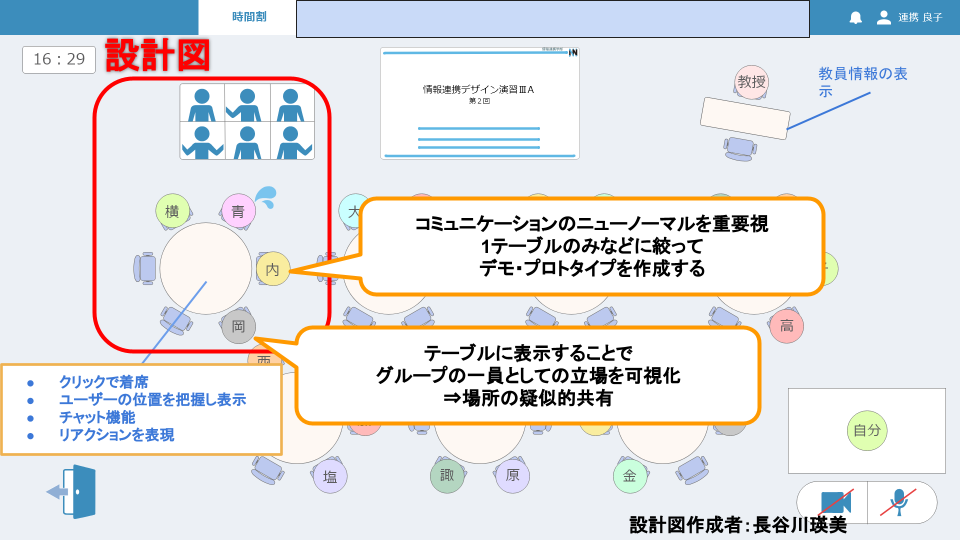 時間割
連携 良子
16：29
設計図
情報連携デザイン演習ⅢA
第２回
教授
教員情報の表
示
横
青
大
内
コミュニケーションのニューノーマルを重要視
1テーブルのみなどに絞って
デモ・プロトタイプを作成する
岡
高
西
テーブルに表示することで
グループの一員としての立場を可視化
⇒場所の疑似的共有
● クリックで着席
● ユーザーの位置を把握し表示
● チャット機能
● リアクションを表現
自分
塩
諏
原
金
設計図作成者：長谷川瑛美